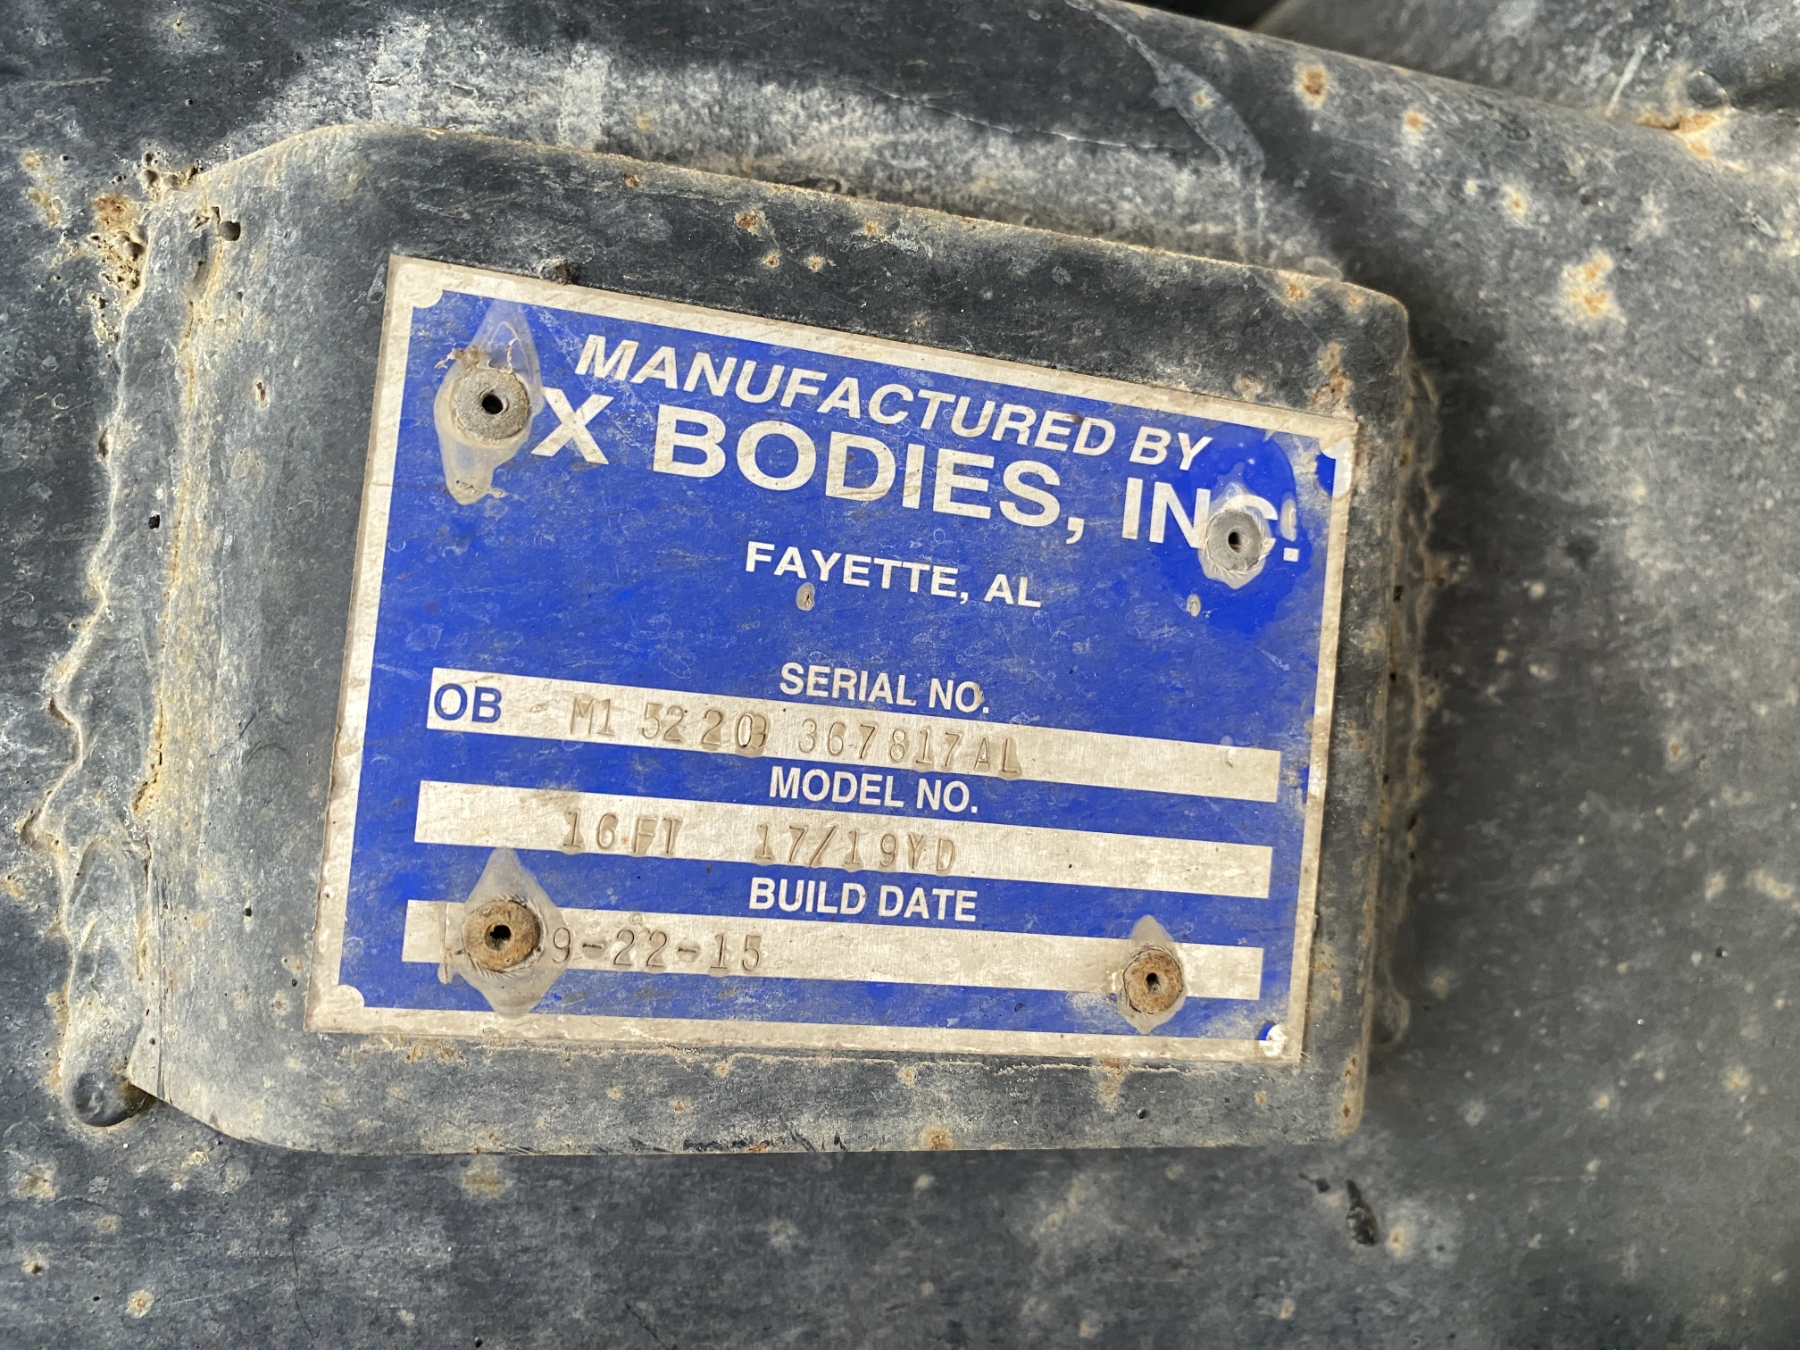 MANUFACTURED BY
X BODIES, INC.
FAYETTE, AL
SERIAL NO.
OB M1 52203 367817AL
MODEL NO.
16FT 17/19YD
BUILD DATE
9-22-15